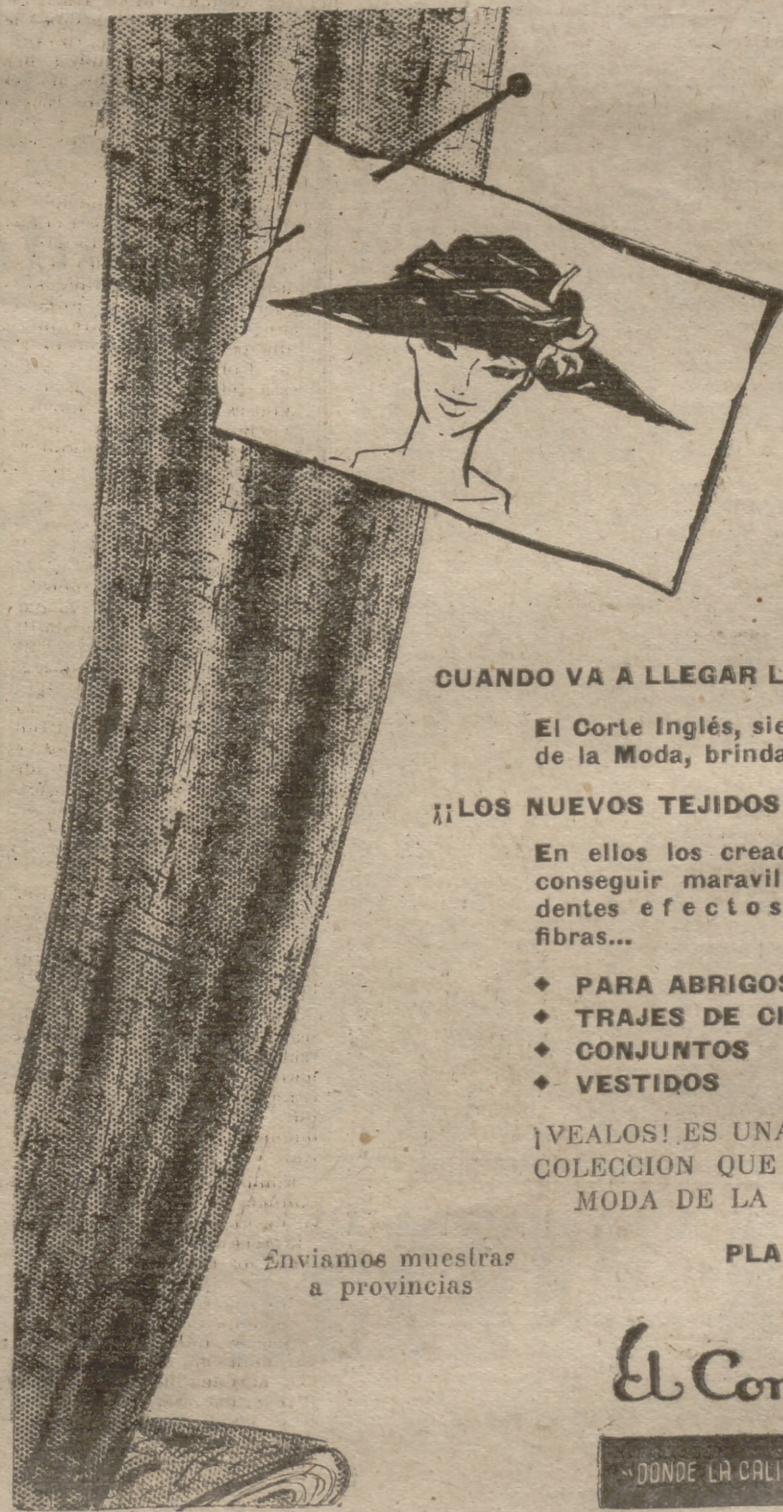 CUANDO VA A LLEGAR L
El Corte Inglés, sie
de la Moda, brinda
¡¡LOS NUEVOS TEJIDOS
En ellos los creac
conseguir maravil
dentes efectos
fibras...
◆ PARA ABRIGOS
◆ TRAJES DE CH
◆ CONJUNTOS
◆ VESTIDOS
¡VEALOS! ES UNA
COLECCION QUE
MODA DE LA
Enviamos muestras
a provincias
PLA
El Cor
"DONDE LA CALI